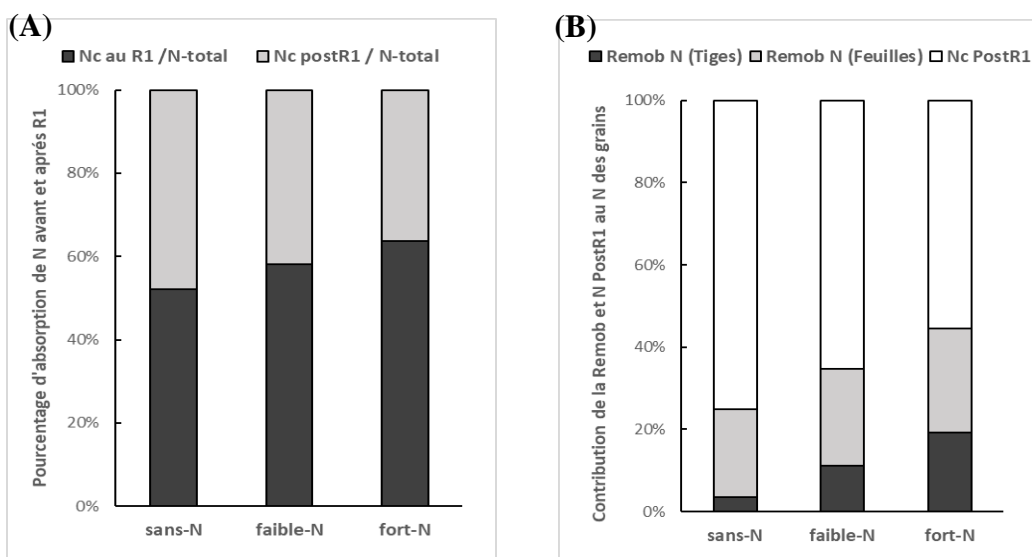 (A)
Nc au R1 /N-total Nc postR1 / N-total
Pourcentage d'absorption de N avant et aprés R1
100%
80%
60%
40%
20%
0%
sans-N faible-N fort-N
(B)
Remob N (Tiges) Remob N (Feuilles) Nc PostR1
Contribution de la Remob et N PostR1 au N des grains
100%
80%
60%
40%
20%
0%
sans-N faible-N fort-N